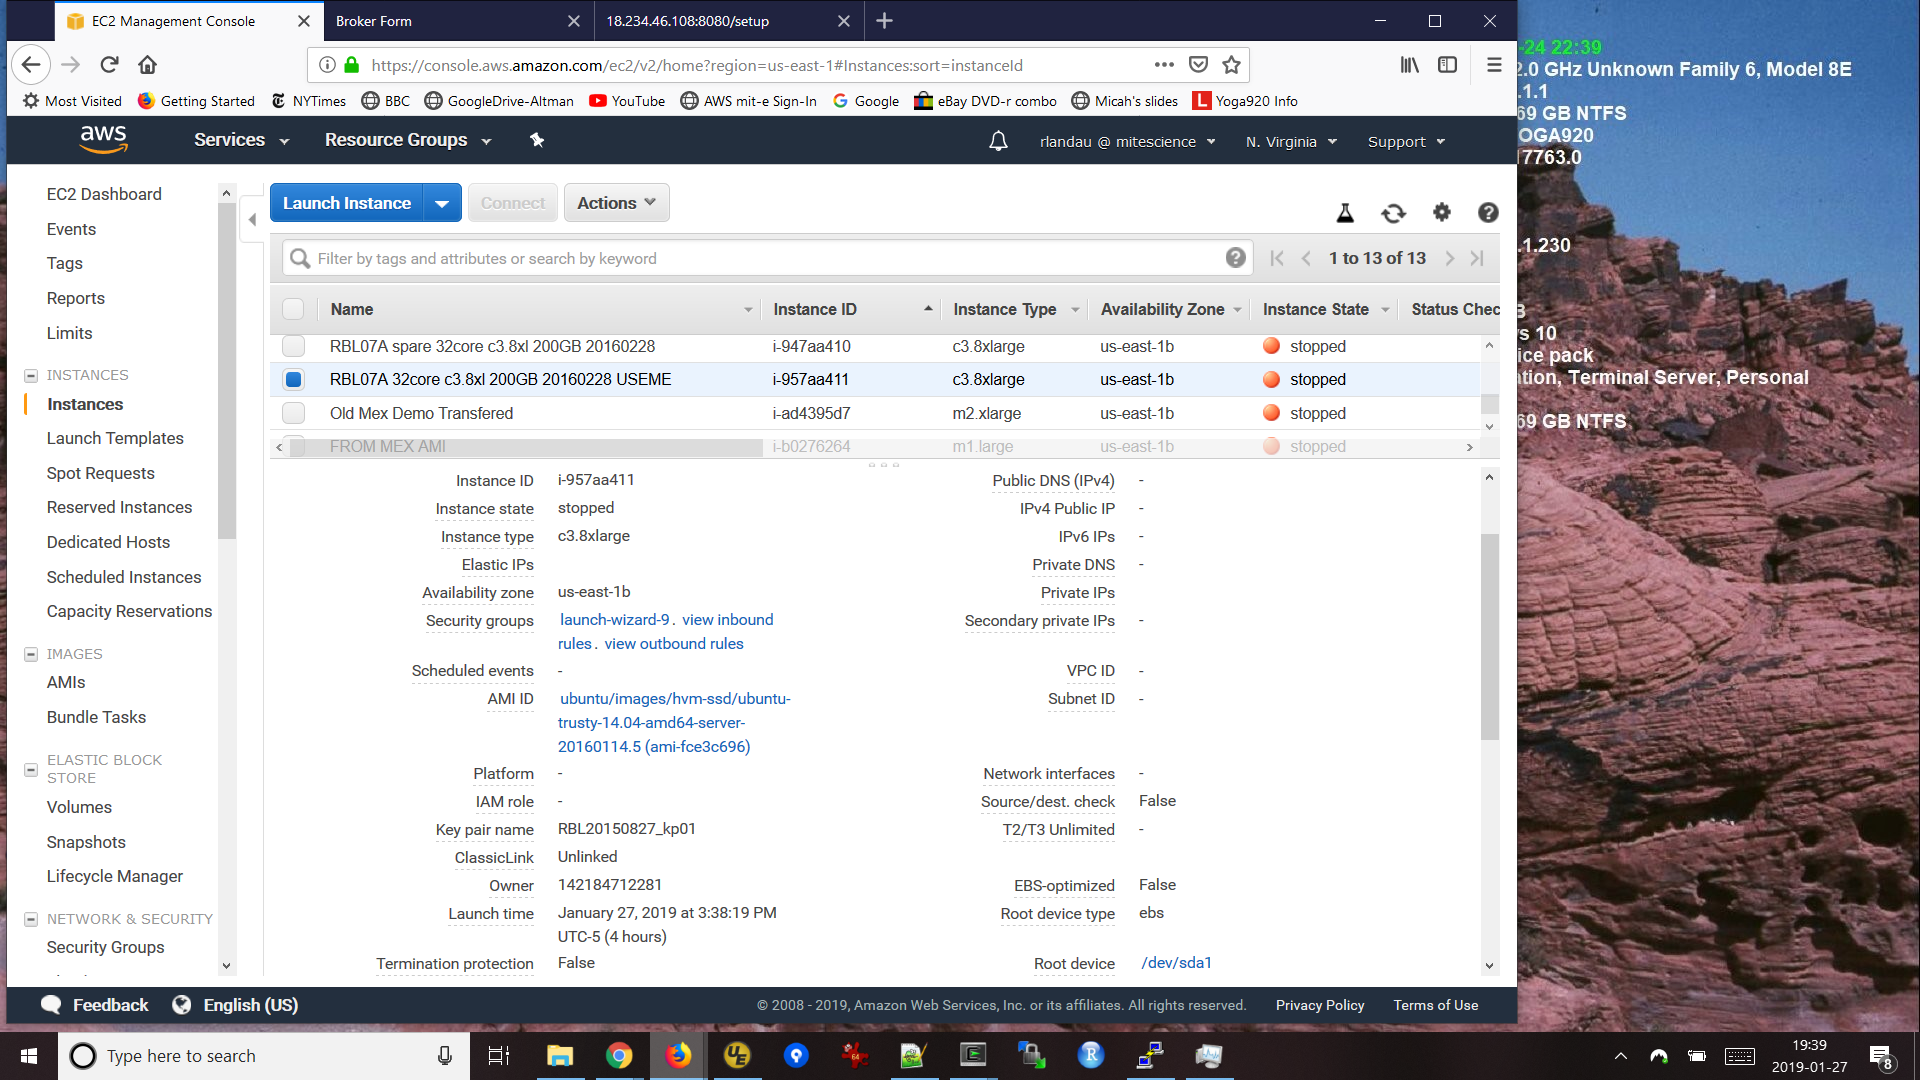 EC2 Management Console
Broker Form
18.234.46.108:8080/setup
https://console.aws.amazon.com/ec2/v2/home?region=us-east-1#Instances:sort=instanceId
Most Visited
Getting Started
NYTimes
BBC
GoogleDrive-Altman
YouTube
AWS mit-e Sign-In
Google
eBay DVD-r combo
Micah's slides
Yoga920 Info
aws
Services
Resource Groups
rlandau @ mitescience
N. Virginia
Support
EC2 Dashboard
Events
Tags
Reports
Limits
INSTANCES
Instances
Launch Templates
Spot Requests
Reserved Instances
Dedicated Hosts
Scheduled Instances
Capacity Reservations
IMAGES
AMIs
Bundle Tasks
ELASTIC BLOCK
STORE
Volumes
Snapshots
Lifecycle Manager
NETWORK & SECURITY
Security Groups
Launch Instance
Connect
Actions
Filter by tags and attributes or search by keyword
1 to 13 of 13
Name Instance ID Instance Type Availability Zone Instance State Status Chec
RBL07A spare 32core c3.8xl 200GB 20160228 i-947aa410 c3.8xlarge us-east-1b stopped
RBL07A 32core c3.8xl 200GB 20160228 USEME i-957aa411 c3.8xlarge us-east-1b stopped
Old Mex Demo Transfered i-ad4395d7 m2.xlarge us-east-1b stopped
FROM MEX AMI i-b0276264 m1.large us-east-1b stopped
Instance ID i-957aa411
Instance state stopped
Instance type c3.8xlarge
Elastic IPs
Availability zone us-east-1b
Security groups launch-wizard-9. view inbound
rules. view outbound rules
Scheduled events -
AMI ID ubuntu/images/hvm-ssd/ubuntu-
trusty-14.04-amd64-server-
20160114.5 (ami-fce3c696)
Platform -
IAM role -
Key pair name RBL20150827_kp01
ClassicLink Unlinked
Owner 142184712281
Launch time January 27, 2019 at 3:38:19 PM
UTC-5 (4 hours)
Termination protection False
Public DNS (IPv4) -
IPv4 Public IP -
IPv6 IPs -
Private DNS -
Private IPs
Secondary private IPs -
VPC ID -
Subnet ID -
Network interfaces -
Source/dest. check False
T2/T3 Unlimited -
EBS-optimized False
Root device type ebs
Root device /dev/sda1
Feedback
English (US)
© 2008 - 2019, Amazon Web Services, Inc. or its affiliates. All rights reserved.
Privacy Policy
Terms of Use
-24 22:39
2.0 GHz Unknown Family 6, Model 8E
.1.1
69 GB NTFS
OGA920
17763.0
.1.230
B
s 10
ice pack
ation, Terminal Server, Personal
69 GB NTFS
Type here to search
UE
64
R
19:39
2019-01-27
8